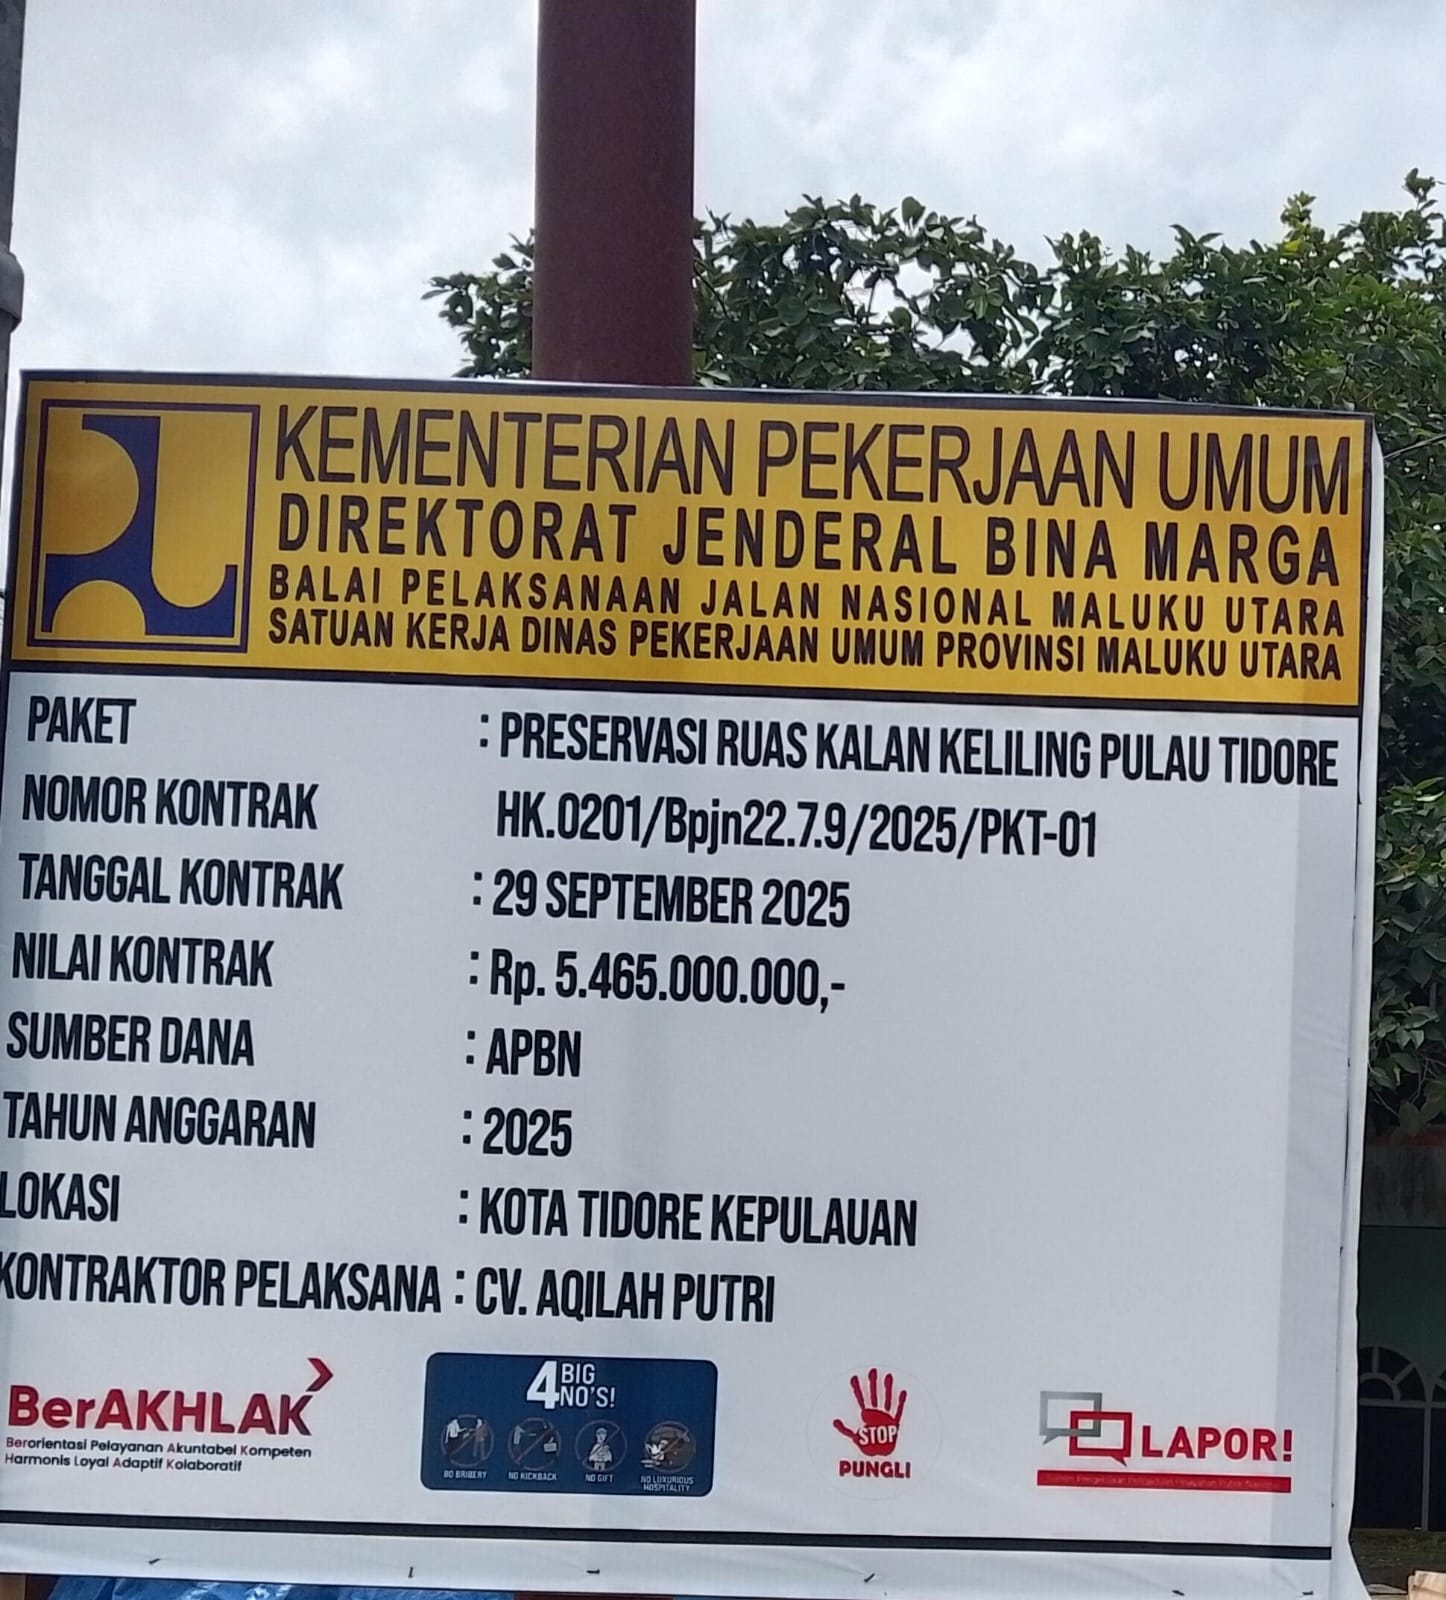 KEMENTERIAN PEKERJAAN UMUM
DIREKTORAT JENDERAL BINA MARGA
BALAI PELAKSANAAN JALAN NASIONAL MALUKU UTARA
SATUAN KERJA DINAS PEKERJAAN UMUM PROVINSI MALUKU UTARA
PAKET : PRESERVASI RUAS KALAN KELILING PULAU TIDORE
NOMOR KONTRAK HK.0201/Bpjn22.7.9/2025/PKT-01
TANGGAL KONTRAK : 29 SEPTEMBER 2025
NILAI KONTRAK : Rp. 5.465.000.000,-
SUMBER DANA : APBN
TAHUN ANGGARAN : 2025
LOKASI : KOTA TIDORE KEPULAUAN
KONTRAKTOR PELAKSANA : CV. AQILAH PUTRI
BerAKHLAK
Berorientasi Pelayanan Akuntabel Kompeten
Harmonis Loyal Adaptif Kolaboratif
4 BIG
NO'S!
NO BRIBERY NO KICKBACK NO GIFT NO LUXURIOUS
HOSPITALITY
STOP
PUNGLI
LAPOR!